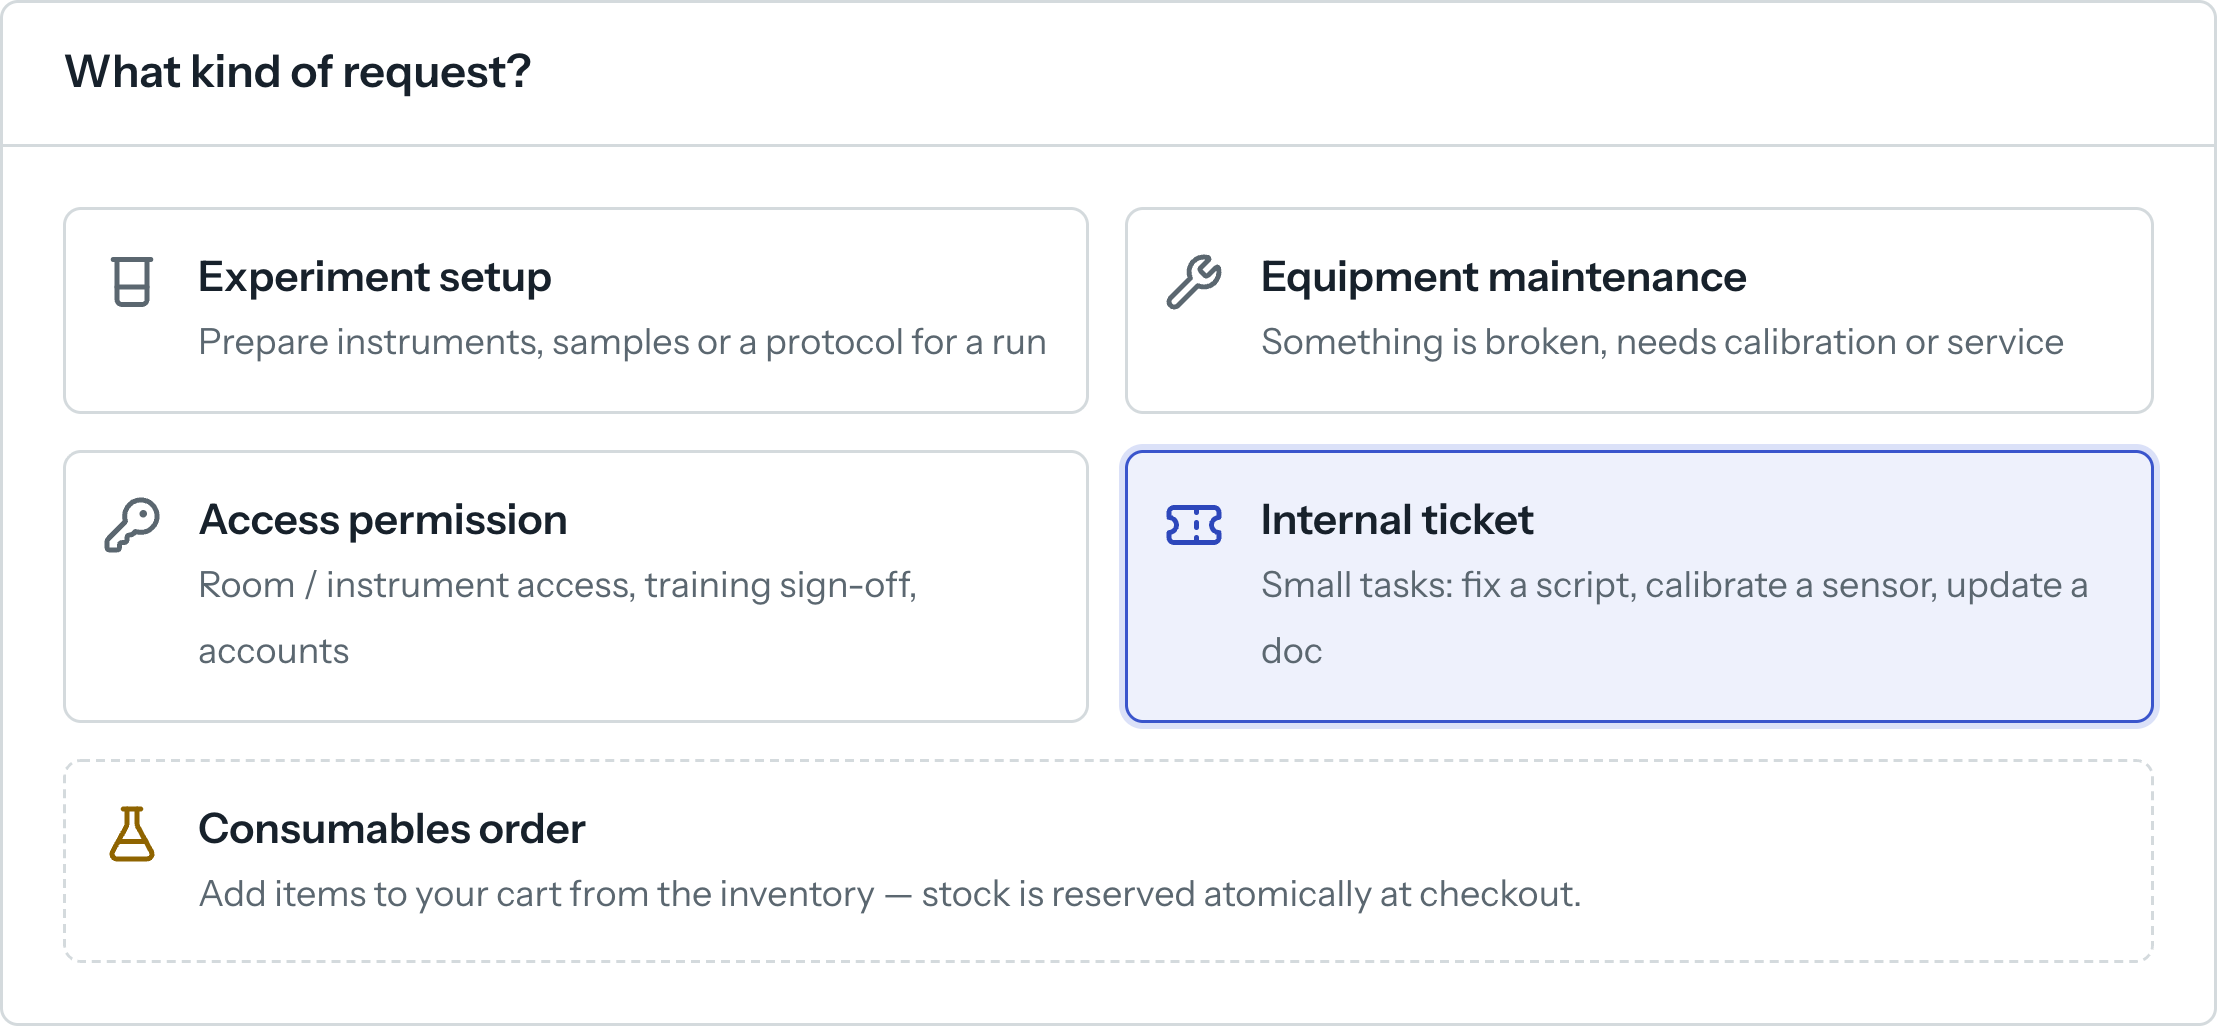 What kind of request?
Experiment setup
Prepare instruments, samples or a protocol for a run
Equipment maintenance
Something is broken, needs calibration or service
Access permission
Room / instrument access, training sign-off,
accounts
Internal ticket
Small tasks: fix a script, calibrate a sensor, update a
doc
Consumables order
Add items to your cart from the inventory — stock is reserved atomically at checkout.